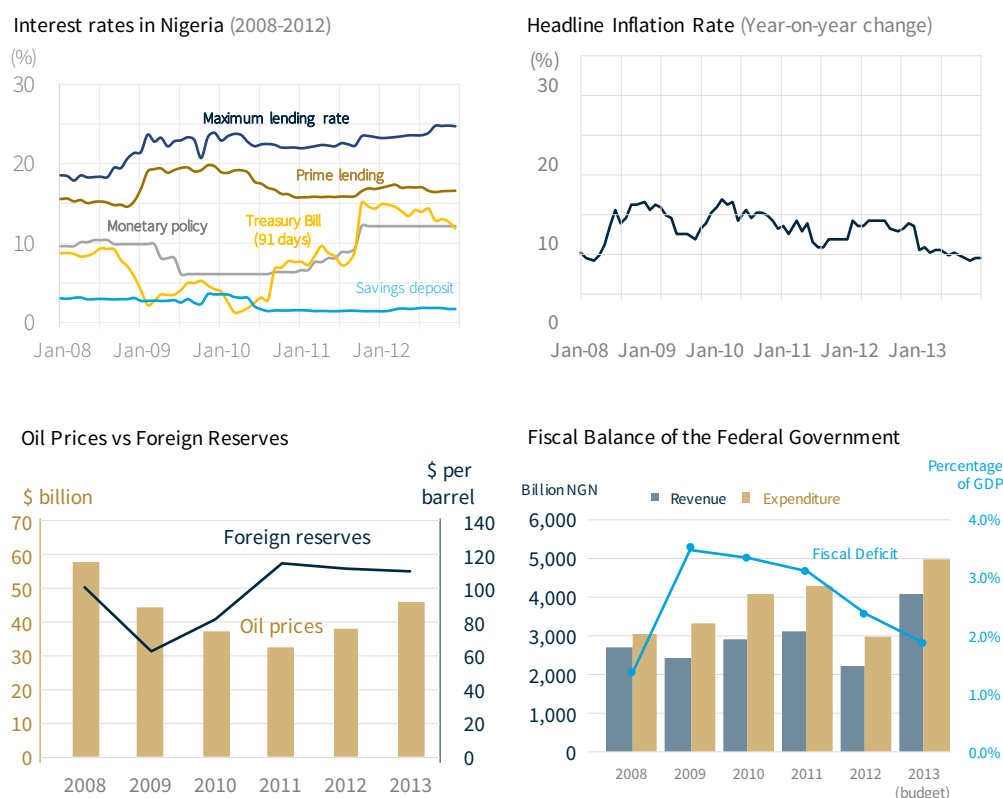 Interest rates in Nigeria (2008-2012)
(%)
30
20
10
0
Maximum lending rate
Prime lending
Monetary policy
Treasury Bill
(91 days)
Savings deposit
Jan-08 Jan-09 Jan-10 Jan-11 Jan-12
Headline Inflation Rate (Year-on-year change)
(%)
30
20
10
0
Jan-08 Jan-09 Jan-10 Jan-11 Jan-12 Jan-13
Oil Prices vs Foreign Reserves
$ billion
$ per
barrel
70
60
50
40
30
20
10
0
Foreign reserves
Oil prices
140
120
100
80
60
40
20
0
2008 2009 2010 2011 2012 2013
Fiscal Balance of the Federal Government
Percentage
of GDP
Billion NGN
Revenue Expenditure
6,000
5,000
4,000
3,000
2,000
1,000
0
Fiscal Deficit
4.0%
3.0%
2.0%
1.0%
0.0%
2008 2009 2010 2011 2012 2013
(budget)